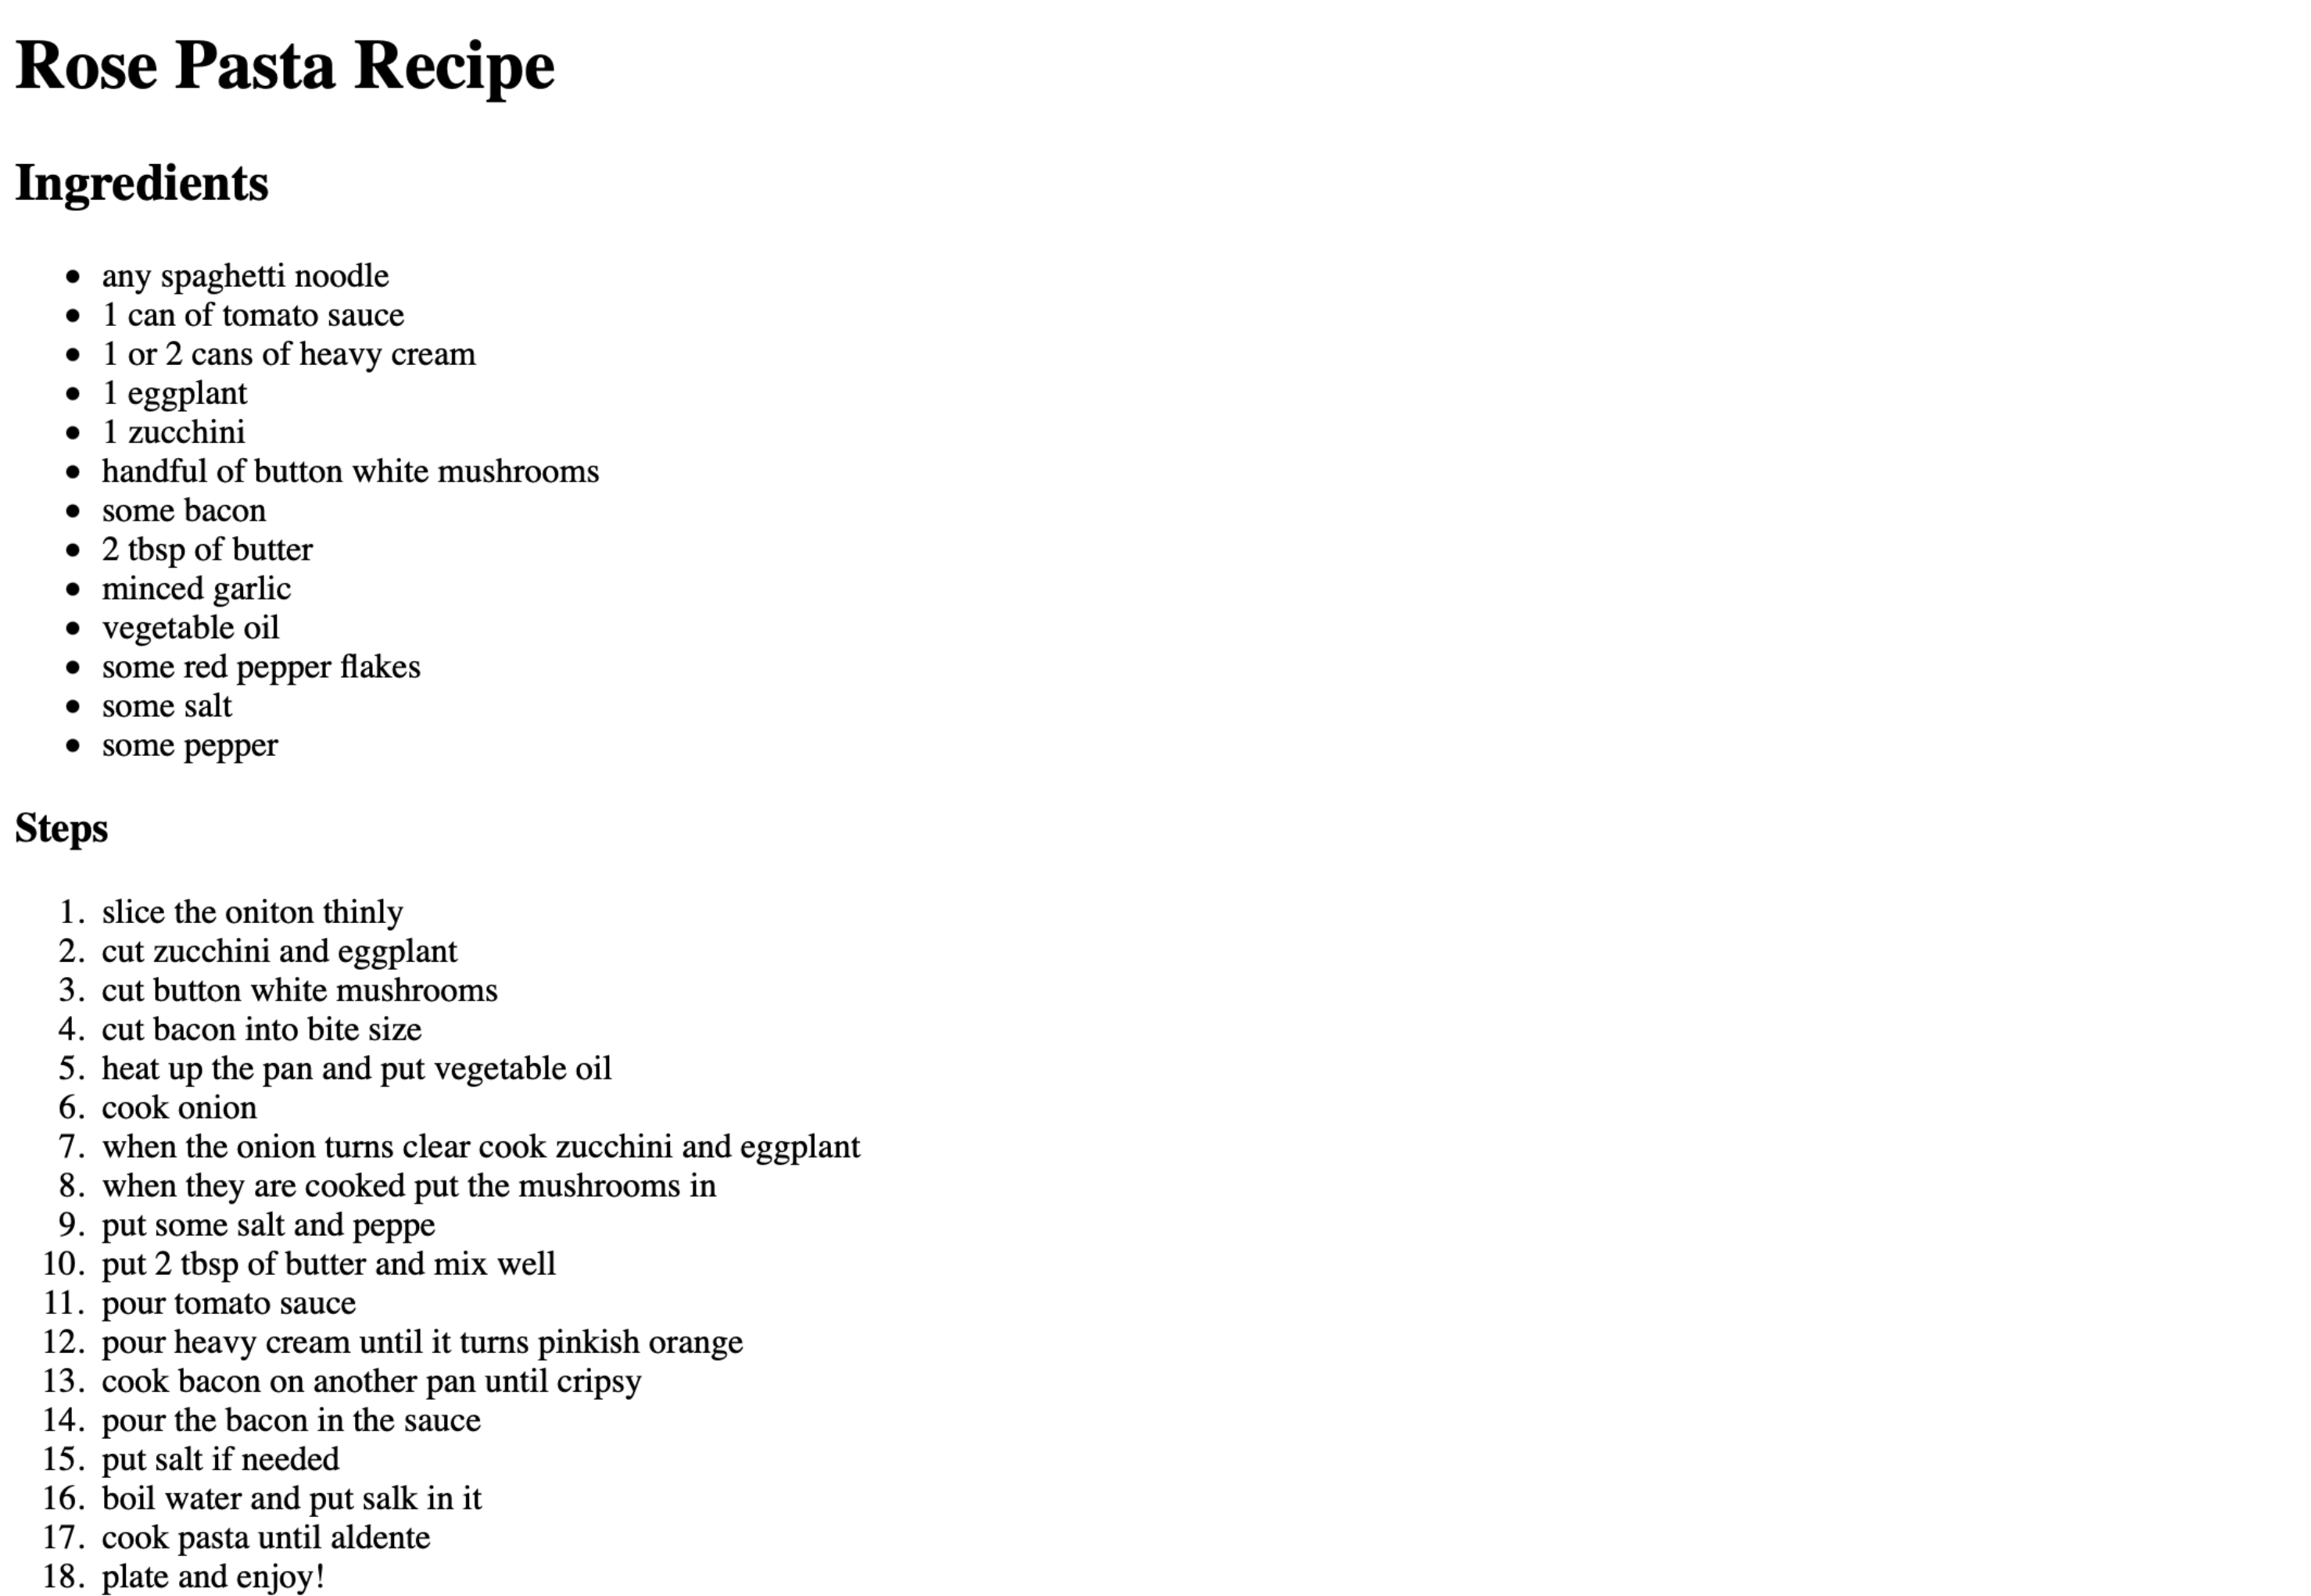 Rose Pasta Recipe
Ingredients
• any spaghetti noodle
• 1 can of tomato sauce
• 1 or 2 cans of heavy cream
• 1 eggplant
• 1 zucchini
• handful of button white mushrooms
• some bacon
• 2 tbsp of butter
• minced garlic
• vegetable oil
• some red pepper flakes
• some salt
• some pepper
Steps
1. slice the oniton thinly
2. cut zucchini and eggplant
3. cut button white mushrooms
4. cut bacon into bite size
5. heat up the pan and put vegetable oil
6. cook onion
7. when the onion turns clear cook zucchini and eggplant
8. when they are cooked put the mushrooms in
9. put some salt and peppe
10. put 2 tbsp of butter and mix well
11. pour tomato sauce
12. pour heavy cream until it turns pinkish orange
13. cook bacon on another pan until cripsy
14. pour the bacon in the sauce
15. put salt if needed
16. boil water and put salk in it
17. cook pasta until aldente
18. plate and enjoy!